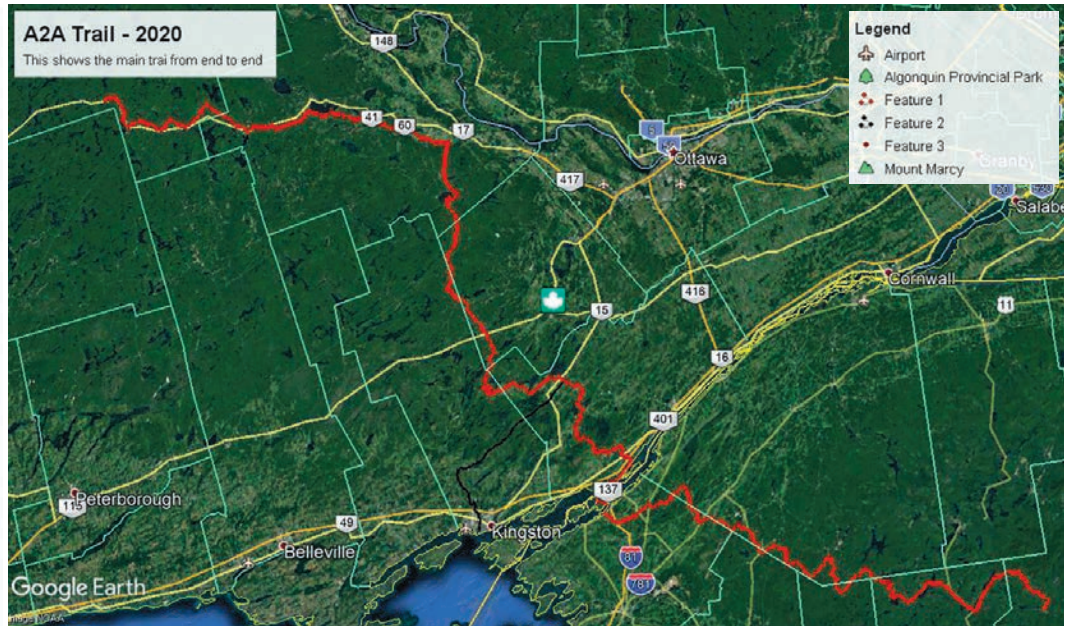 A2A Trail - 2020
This shows the main trai from end to end
Legend
Airport
Algonquin Provincial Park
Feature 1
Feature 2
Feature 3
Mount Marcy
148
41
60
17
417
Ottawa
Granby
20
Salabe
Cornwall
11
416
15
16
401
137
Peterborough
115
49
Belleville
Kingston
81
781
Google Earth